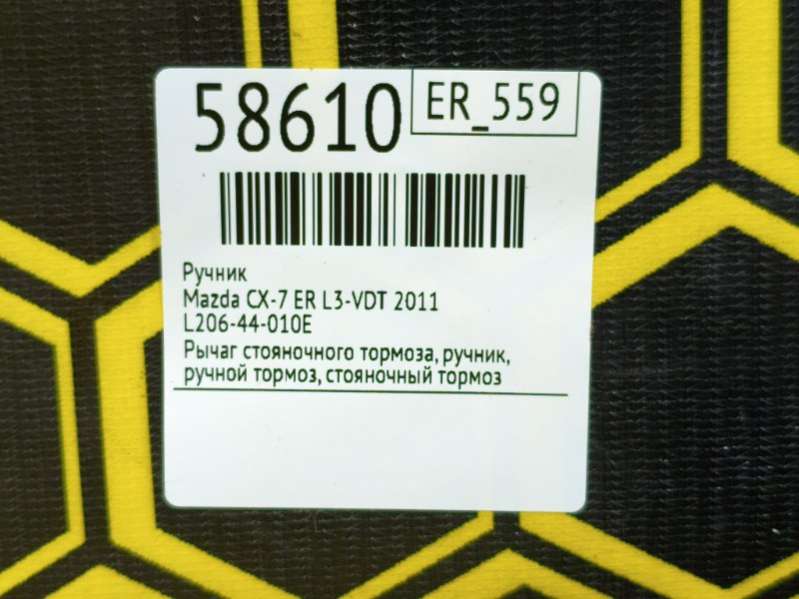 58610
ER_559
Ручник
Mazda CX-7 ER L3-VDT 2011
L206-44-010E
Рычаг стояночного тормоза, ручник,
ручной тормоз, стояночный тормоз